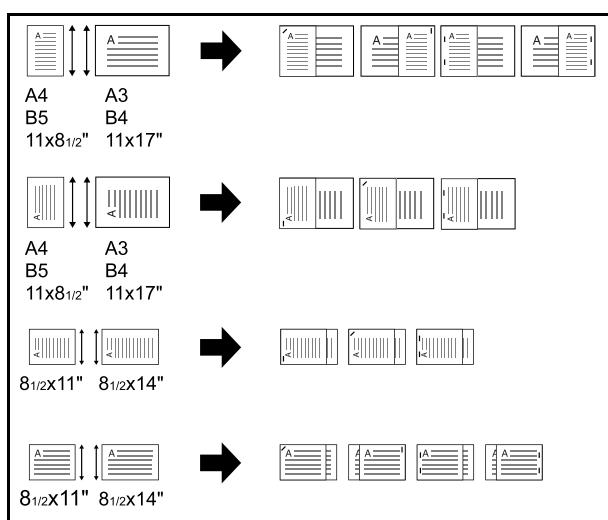 A A A A A A A A A A
A4 A3
B5 B4
11x81/2" 11x17"
A A A A A
A4 A3
B5 B4
11x81/2" 11x17"
A A A A A
81/2x11" 81/2x14"
A A A A A A
81/2x11" 81/2x14"